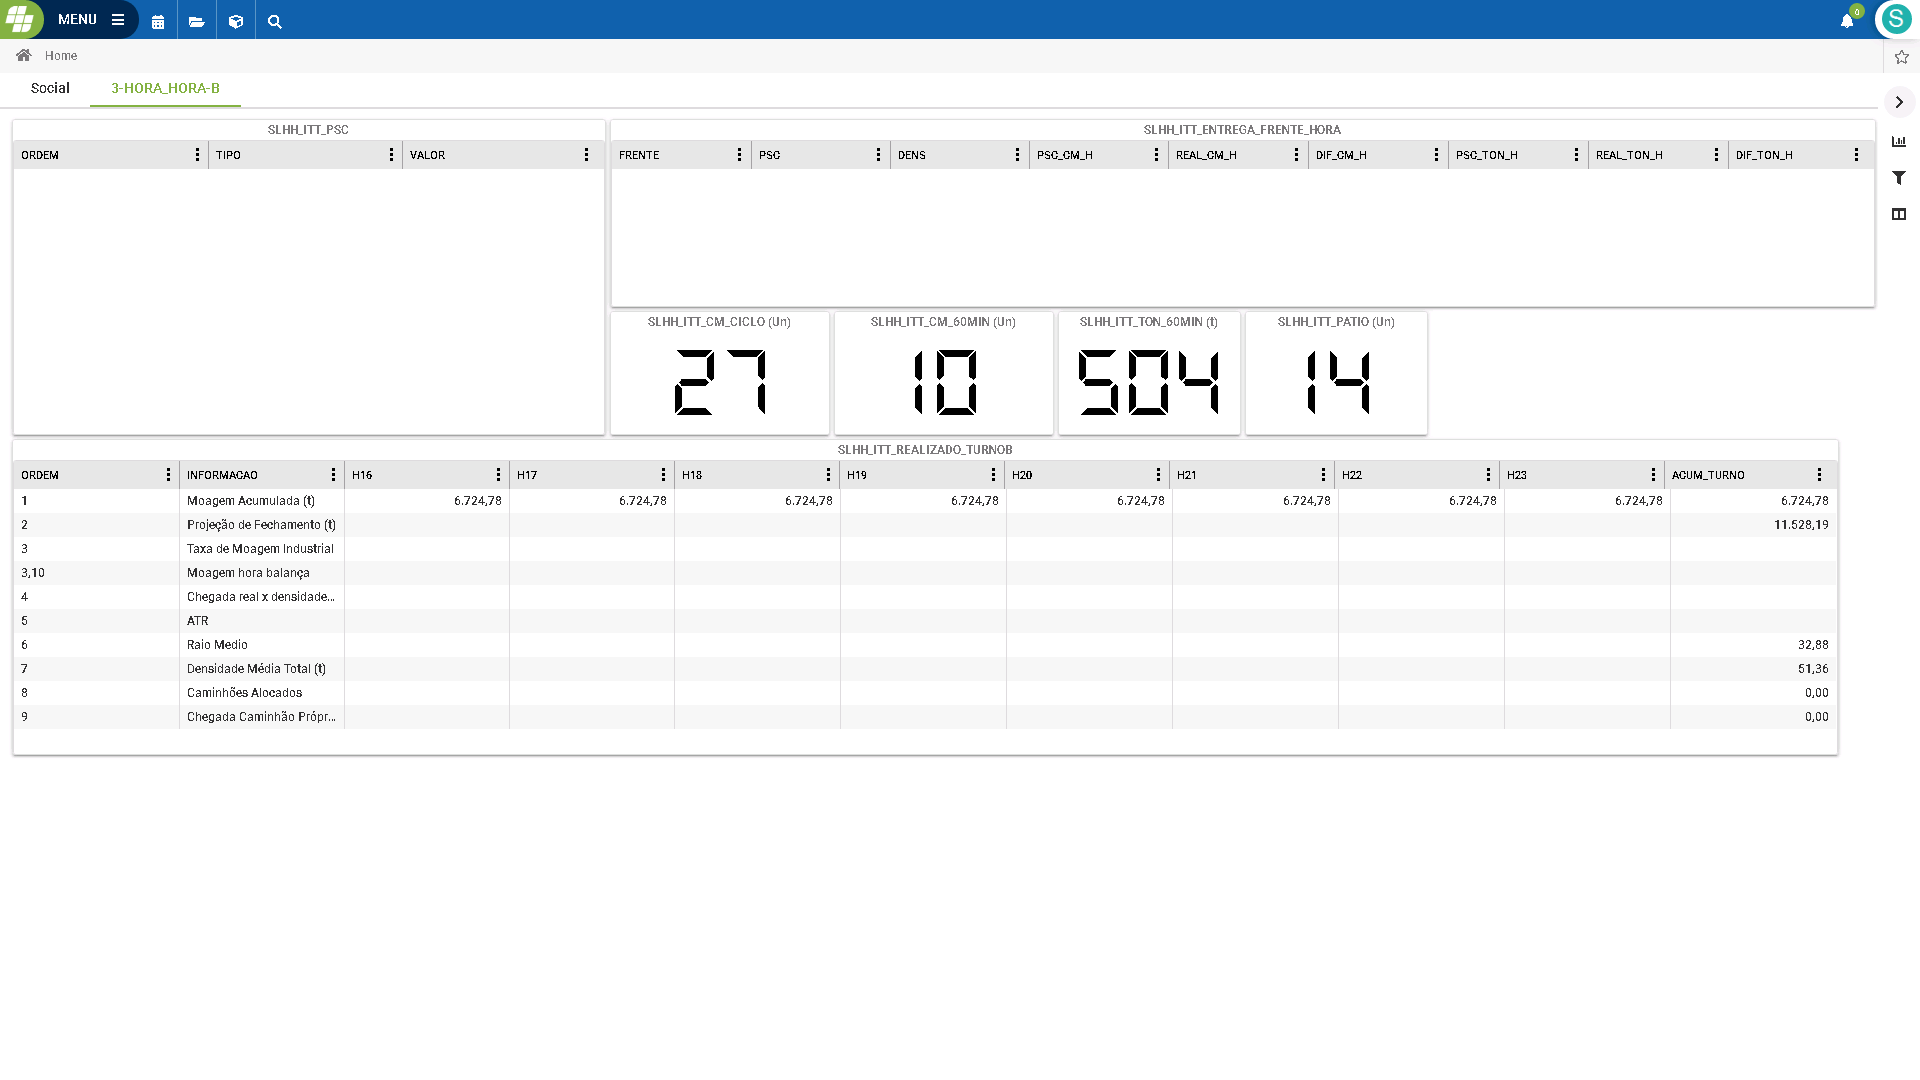 MENU
0
S
Home
Social 3-HORA_HORA-B
SLHH_ITT_PSC
ORDEM TIPO VALOR
SLHH_ITT_ENTREGA_FRENTE_HORA
FRENTE PSC DENS PSC_CM_H REAL_CM_H DIF_CM_H PSC_TON_H REAL_TON_H DIF_TON_H
SLHH_ITT_CM_CICLO (Un)
27
SLHH_ITT_CM_60MIN (Un)
10
SLHH_ITT_TON_60MIN (t)
504
SLHH_ITT_PATIO (Un)
14
SLHH_ITT_REALIZADO_TURNOB
ORDEM INFORMACAO H16 H17 H18 H19 H20 H21 H22 H23 ACUM_TURNO
1 Moagem Acumulada (t) 6.724,78 6.724,78 6.724,78 6.724,78 6.724,78 6.724,78 6.724,78 6.724,78 6.724,78
2 Projeção de Fechamento (t) 11.528,19
3 Taxa de Moagem Industrial
3,10 Moagem hora balança
4 Chegada real x densidade...
5 ATR
6 Raio Medio 32,88
7 Densidade Média Total (t) 51,36
8 Caminhões Alocados 0,00
9 Chegada Caminhão Própr... 0,00